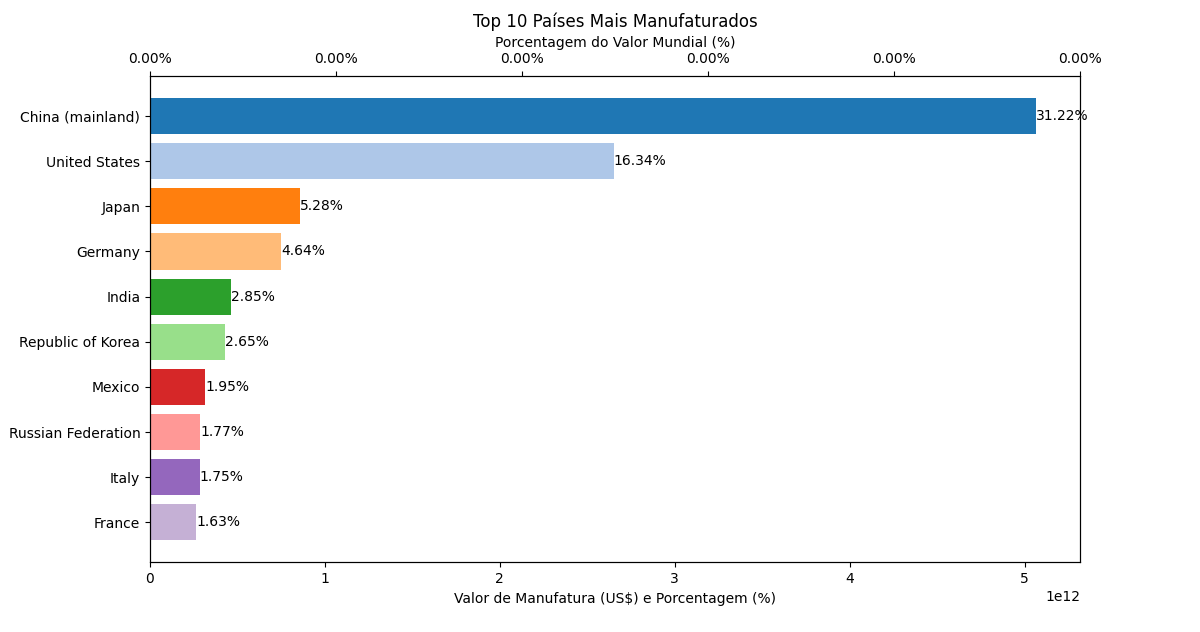 Top 10 Países Mais Manufaturados
Porcentagem do Valor Mundial (%)
0.00% 0.00% 0.00% 0.00% 0.00% 0.00%
China (mainland) 31.22%
United States 16.34%
Japan 5.28%
Germany 4.64%
India 2.85%
Republic of Korea 2.65%
Mexico 1.95%
Russian Federation 1.77%
Italy 1.75%
France 1.63%
0 1 2 3 4 5
1e12
Valor de Manufatura (US$) e Porcentagem (%)